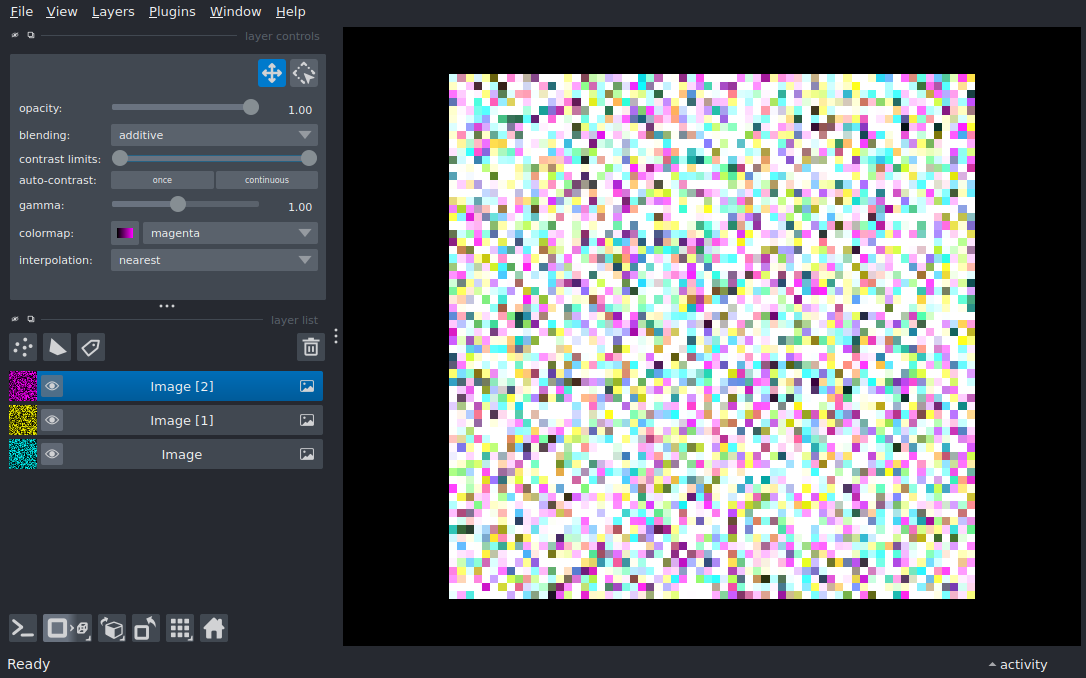 File View Layers Plugins Window Help
layer controls
opacity: 1.00
blending: additive
contrast limits:
auto-contrast: once continuous
gamma: 1.00
colormap: magenta
interpolation: nearest
layer list
Image [2]
Image [1]
Image
Ready
activity